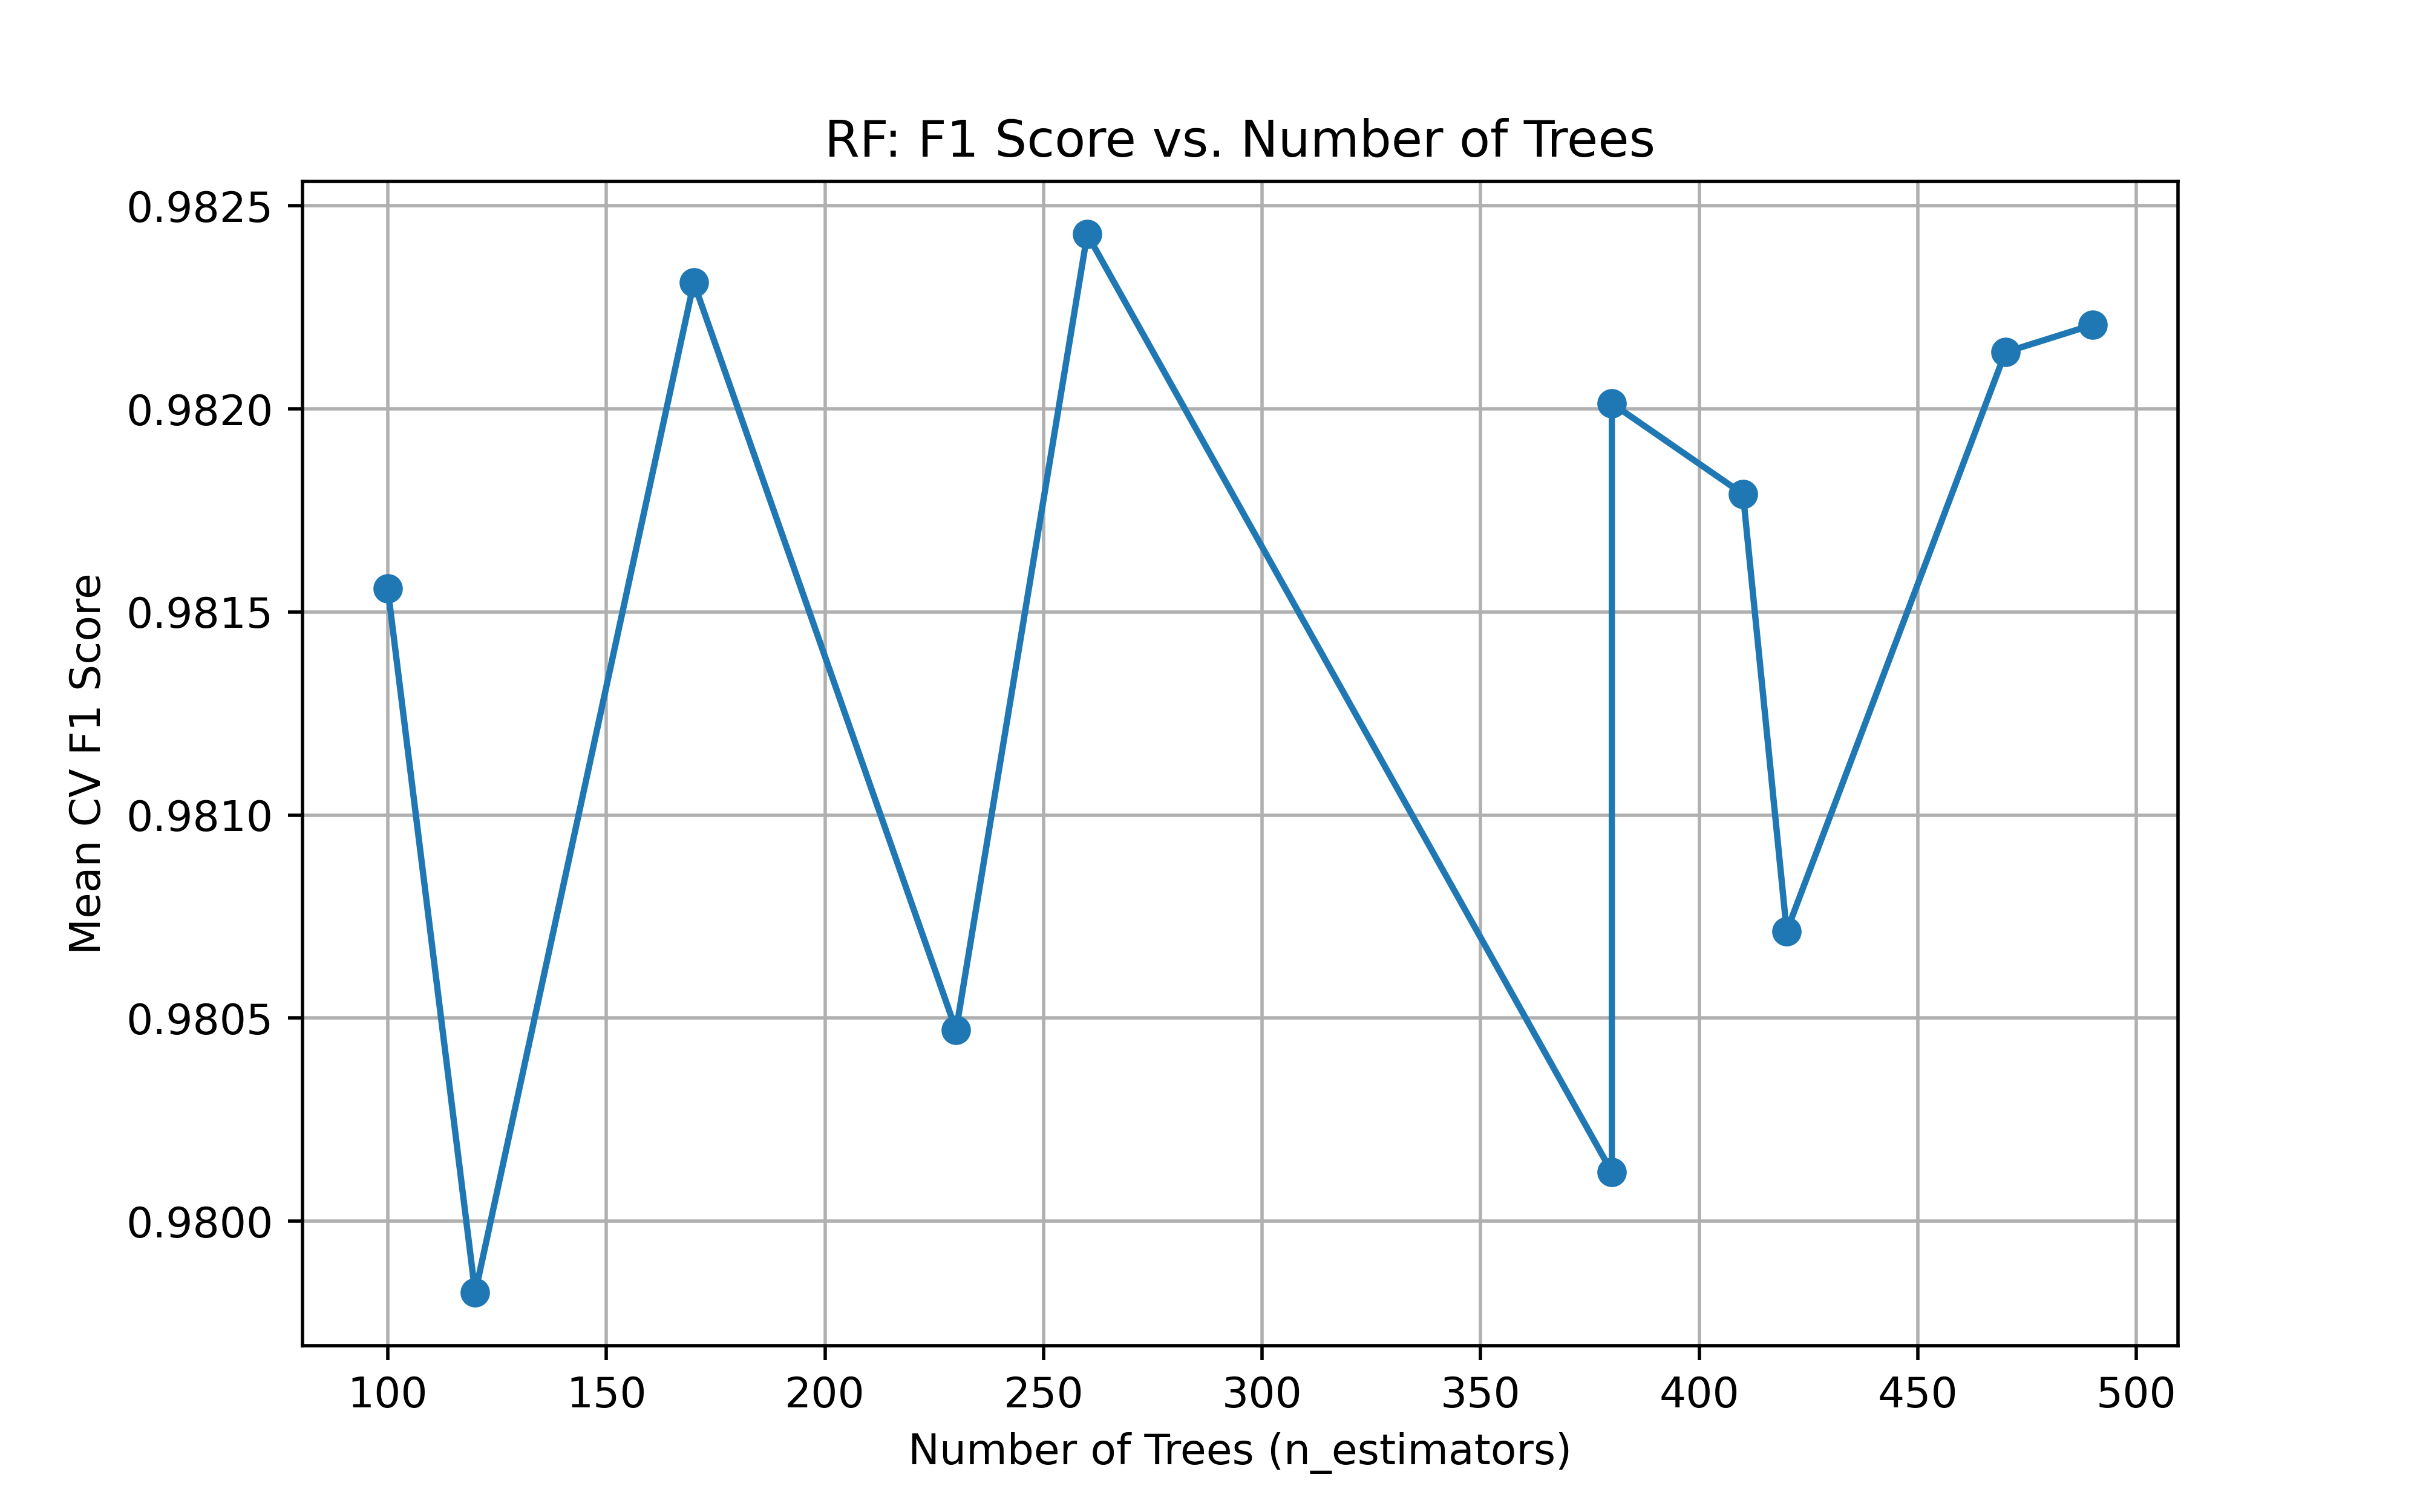 RF: F1 Score vs. Number of Trees
Mean CV F1 Score
0.9825
0.9820
0.9815
0.9810
0.9805
0.9800
100 150 200 250 300 350 400 450 500
Number of Trees (n_estimators)